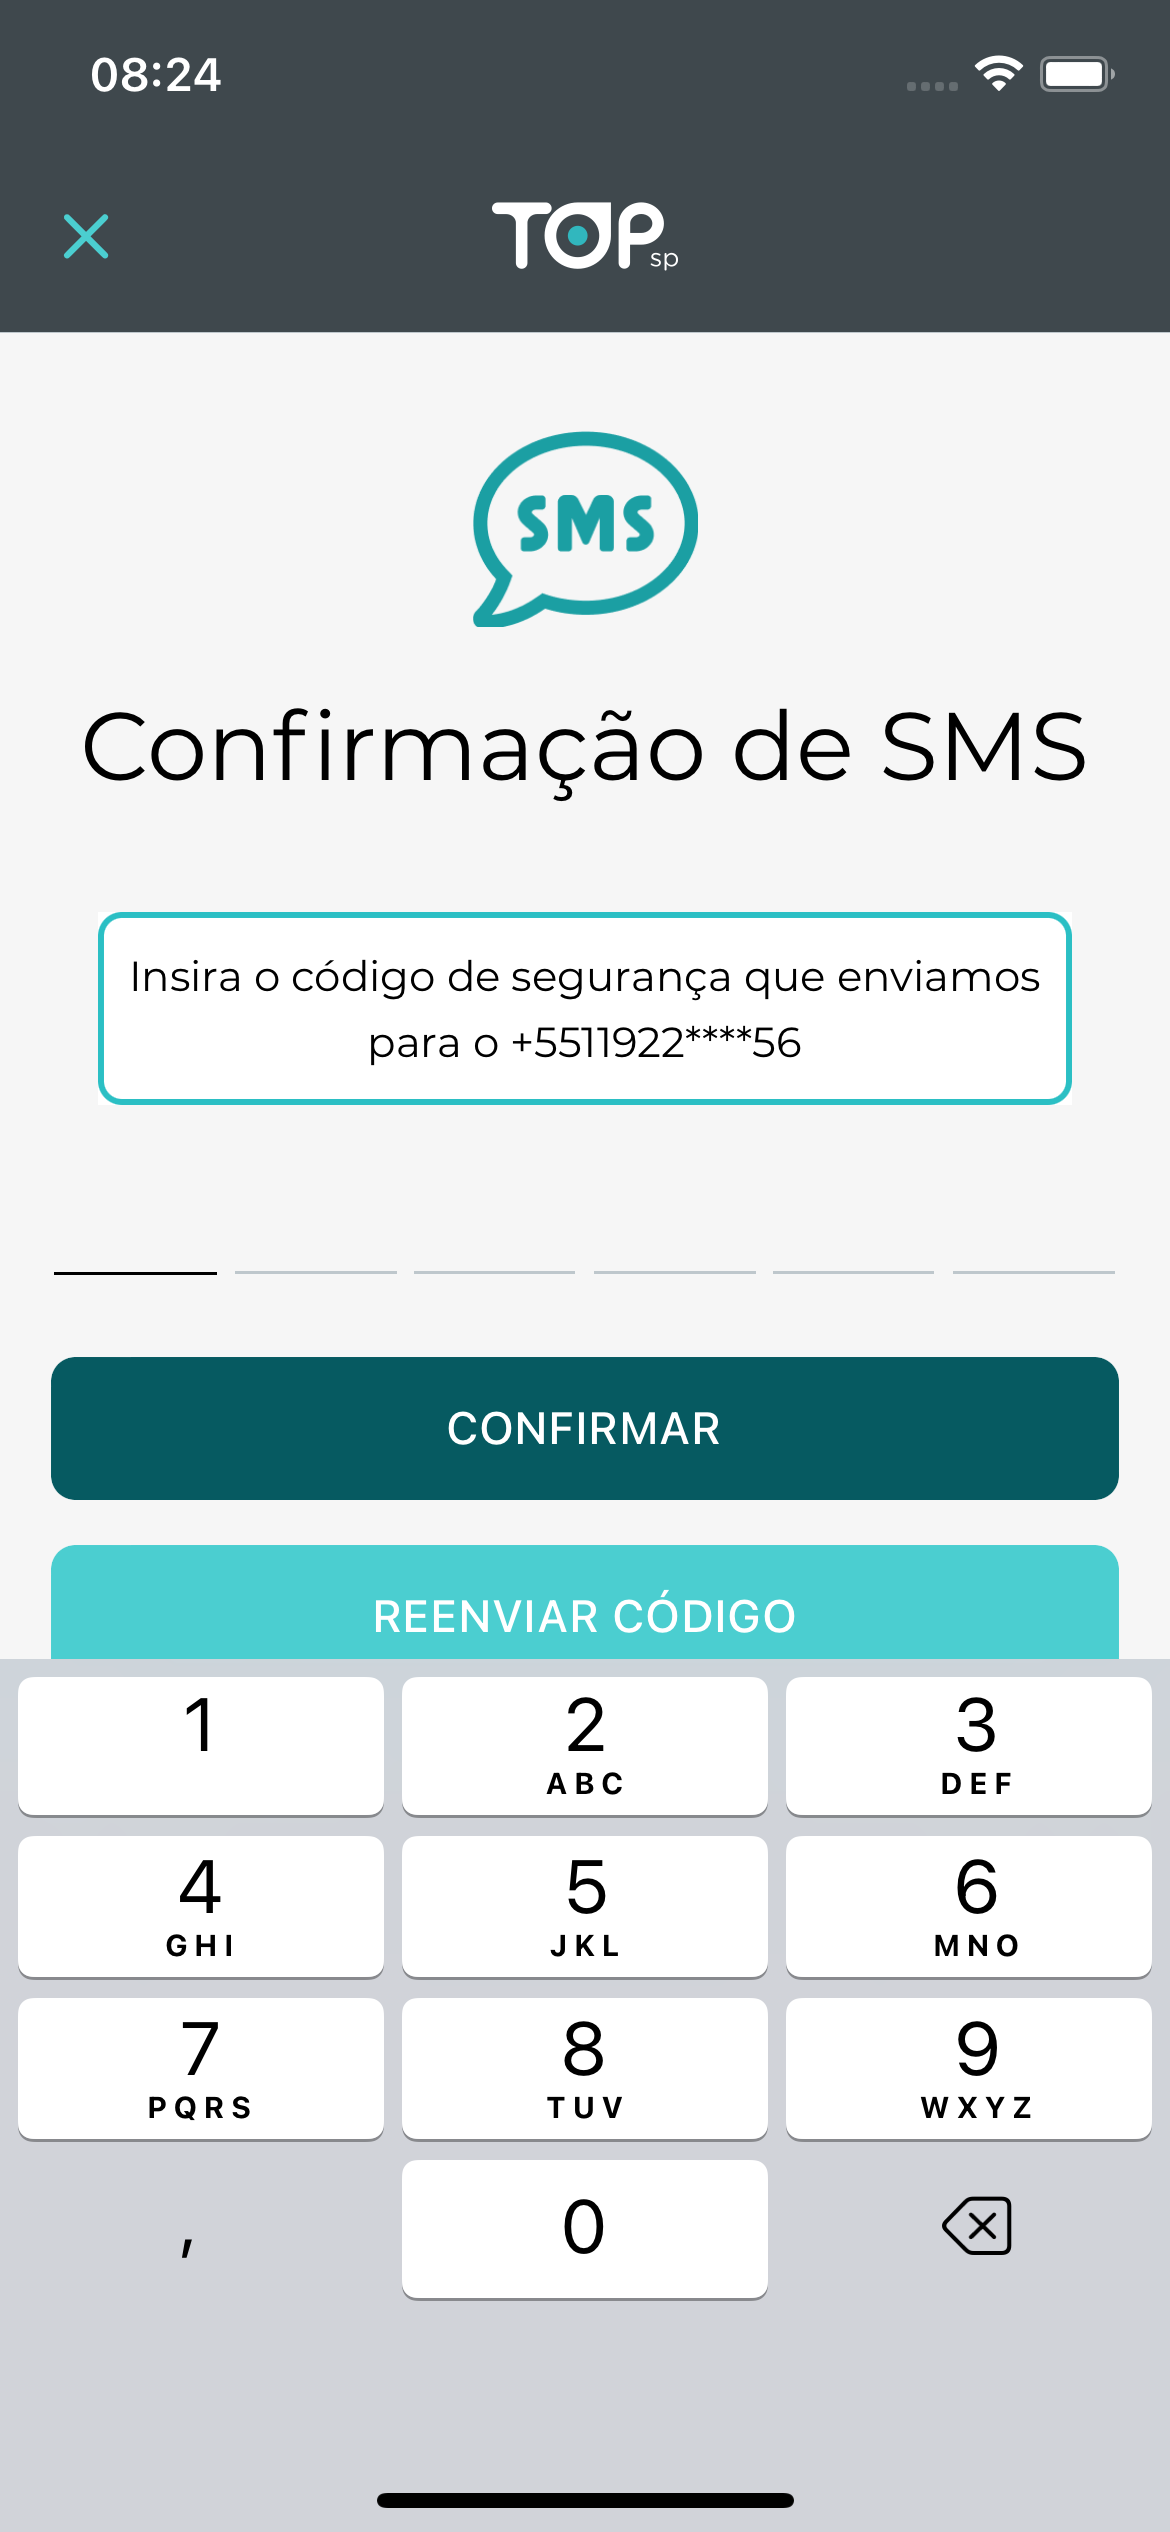 08:24
TOP
sp
SMS
Confirmação de SMS
Insira o código de segurança que enviamos
para o +5511922****56
CONFIRMAR
REENVIAR CÓDIGO
1
2
ABC
3
DEF
4
GHI
5
JKL
6
MNO
7
PQRS
8
TUV
9
WXYZ
,
0